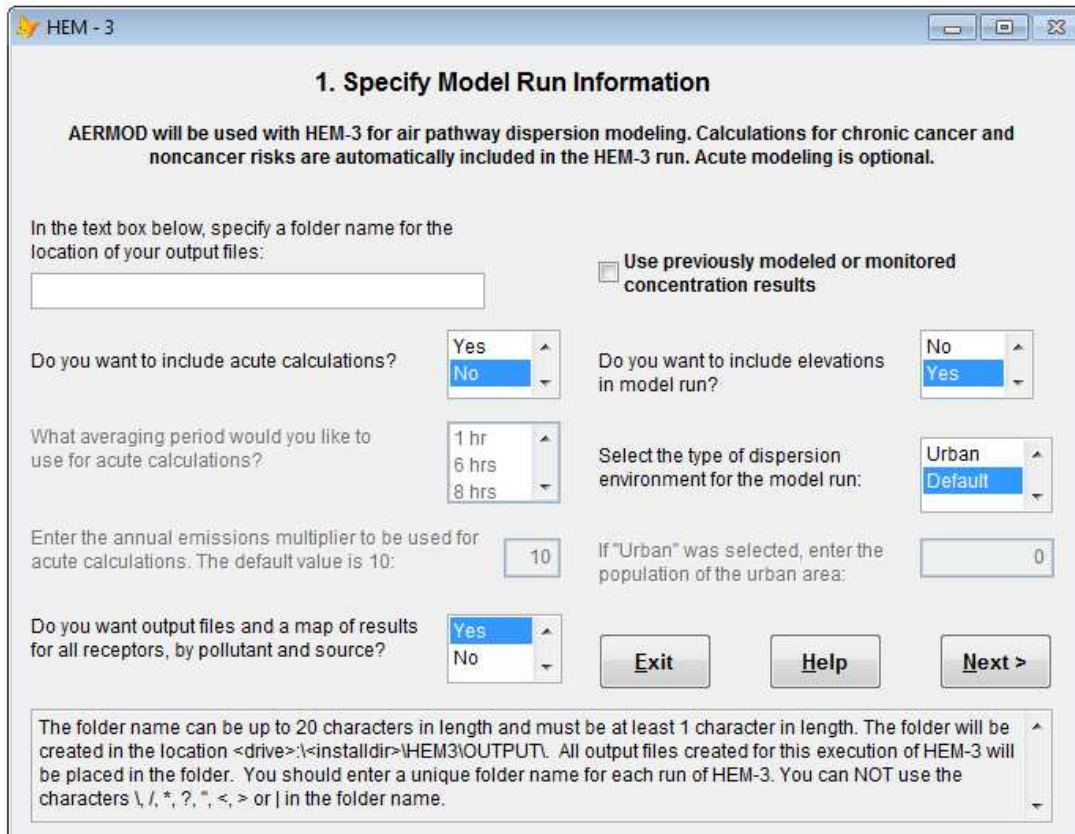 HEM - 3
1. Specify Model Run Information
AERMOD will be used with HEM-3 for air pathway dispersion modeling. Calculations for chronic cancer and
noncancer risks are automatically included in the HEM-3 run. Acute modeling is optional.
In the text box below, specify a folder name for the
location of your output files:
Use previously modeled or monitored
concentration results
Do you want to include acute calculations?
Yes
No
Do you want to include elevations
in model run?
No
Yes
What averaging period would you like to
use for acute calculations?
1 hr
6 hrs
8 hrs
Select the type of dispersion
environment for the model run:
Urban
Default
Enter the annual emissions multiplier to be used for
acute calculations. The default value is 10:
10
If "Urban" was selected, enter the
population of the urban area:
0
Do you want output files and a map of results
for all receptors, by pollutant and source?
Yes
No
Exit
Help
Next >
The folder name can be up to 20 characters in length and must be at least 1 character in length. The folder will be
created in the location <drive>:\<installdir>\HEM3\OUTPUT\. All output files created for this execution of HEM-3 will
be placed in the folder. You should enter a unique folder name for each run of HEM-3. You can NOT use the
characters \, /, *, ?, ", <, > or | in the folder name.